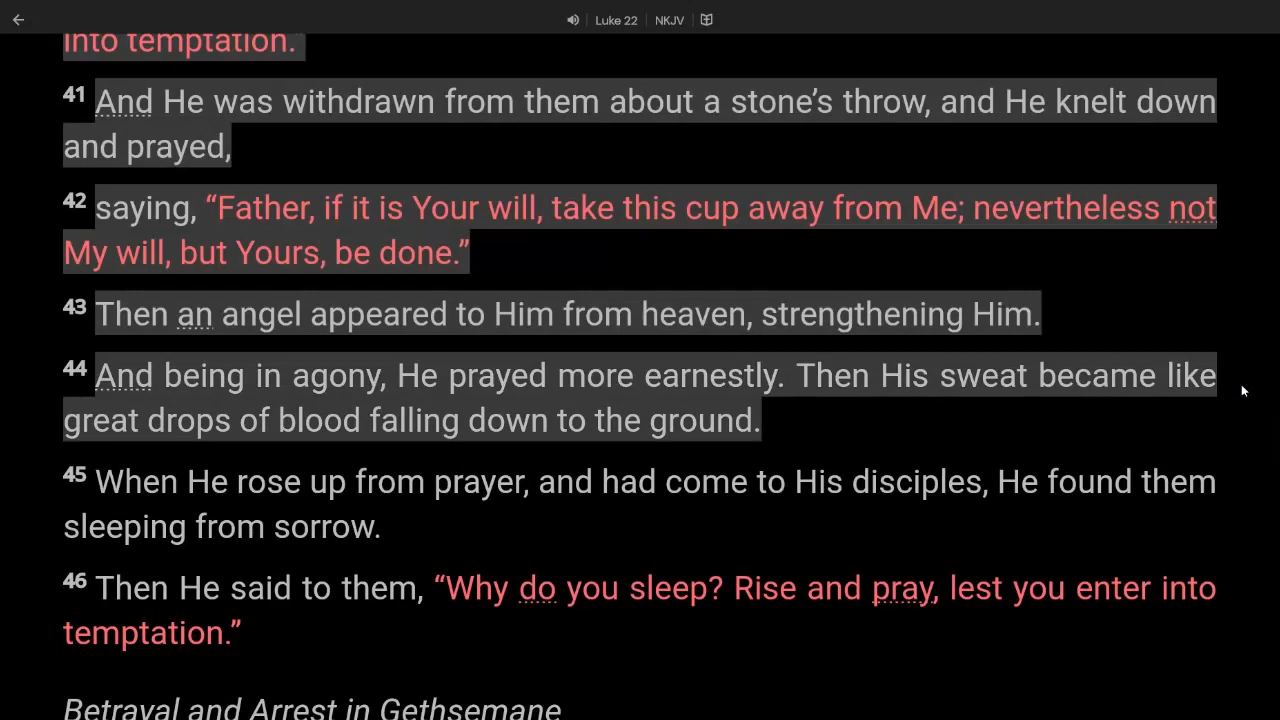 Luke 22 NKJV
into temptation.”
41 And He was withdrawn from them about a stone’s throw, and He knelt down
and prayed,
42 saying, “Father, if it is Your will, take this cup away from Me; nevertheless not
My will, but Yours, be done.”
43 Then an angel appeared to Him from heaven, strengthening Him.
44 And being in agony, He prayed more earnestly. Then His sweat became like
great drops of blood falling down to the ground.
45 When He rose up from prayer, and had come to His disciples, He found them
sleeping from sorrow.
46 Then He said to them, “Why do you sleep? Rise and pray, lest you enter into
temptation.”
Betrayal and Arrest in Gethsemane